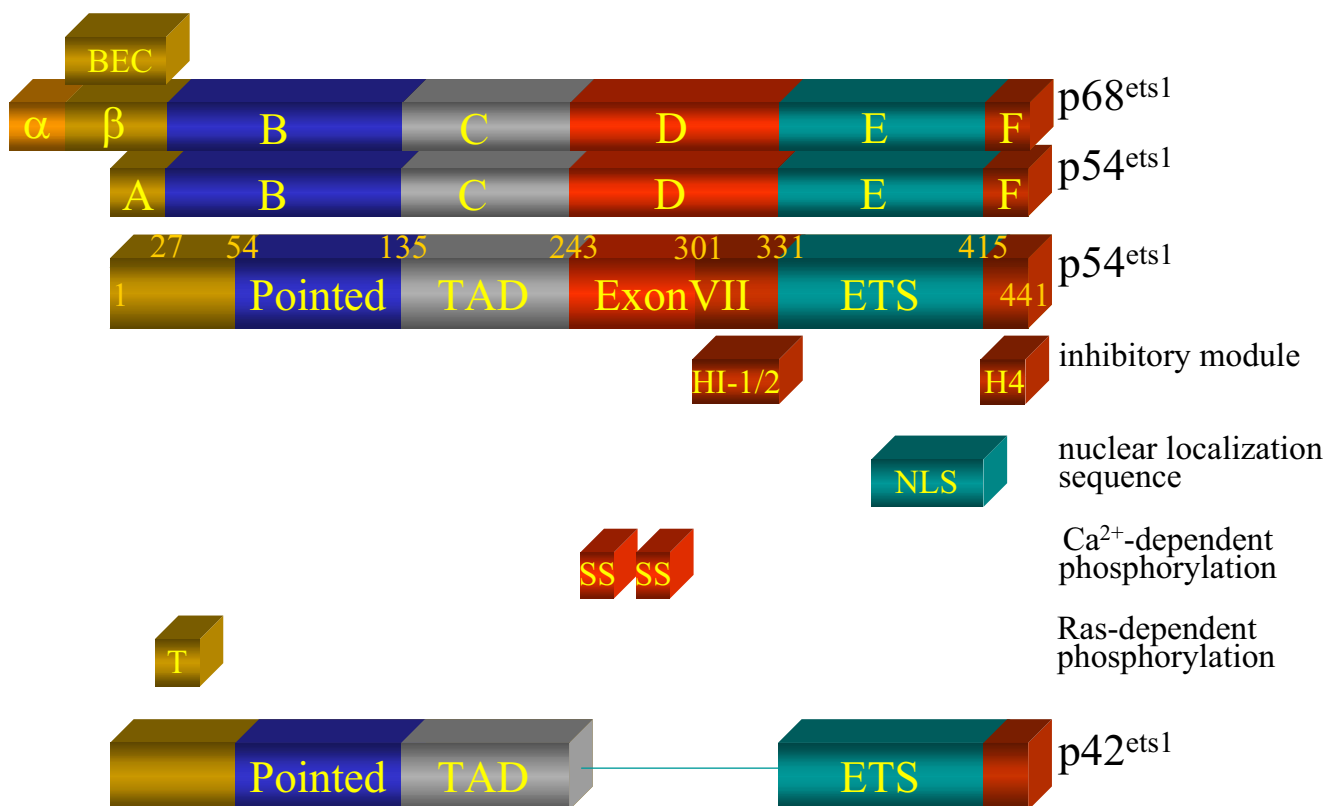 BEC
α β B C D E F p68ets1
A B C D E F p54ets1
27 54 135 243 301 331 415
1 Pointed TAD ExonVII ETS 441 p54ets1
HI-1/2 H4 inhibitory module
nuclear localization
NLS sequence
Ca2+-dependent
SS SS phosphorylation
Ras-dependent
T phosphorylation
Pointed TAD ETS p42ets1